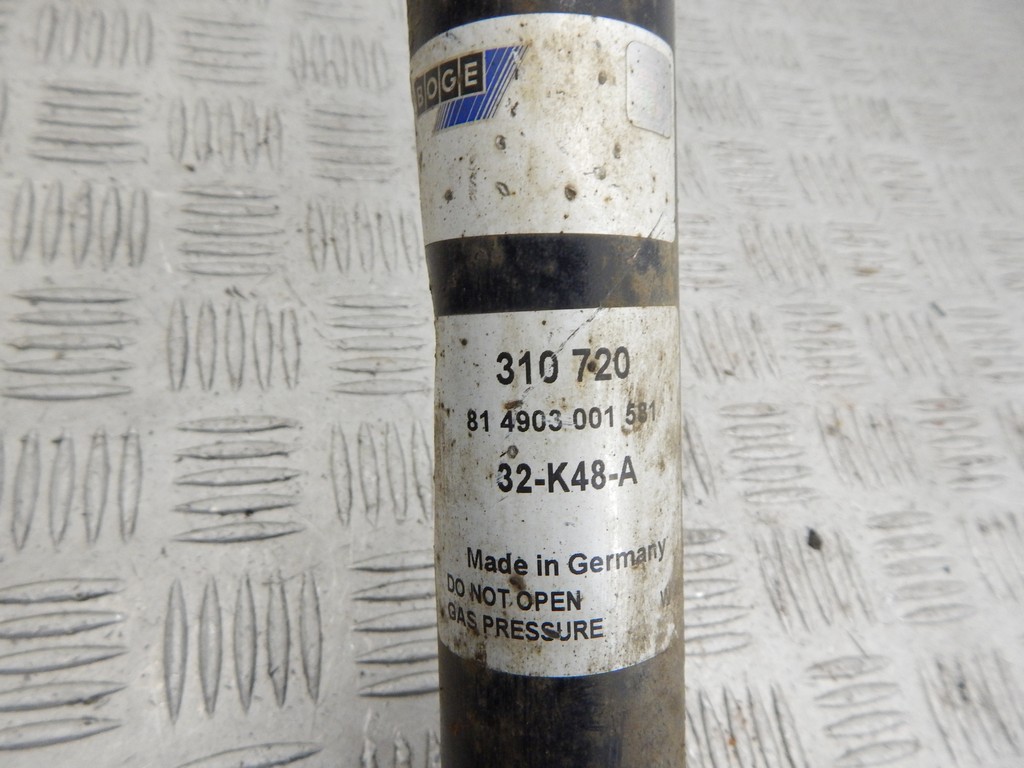 BOGE
310 720
81 4903 001 581
32-K48-A
Made in Germany
DO NOT OPEN
GAS PRESSURE